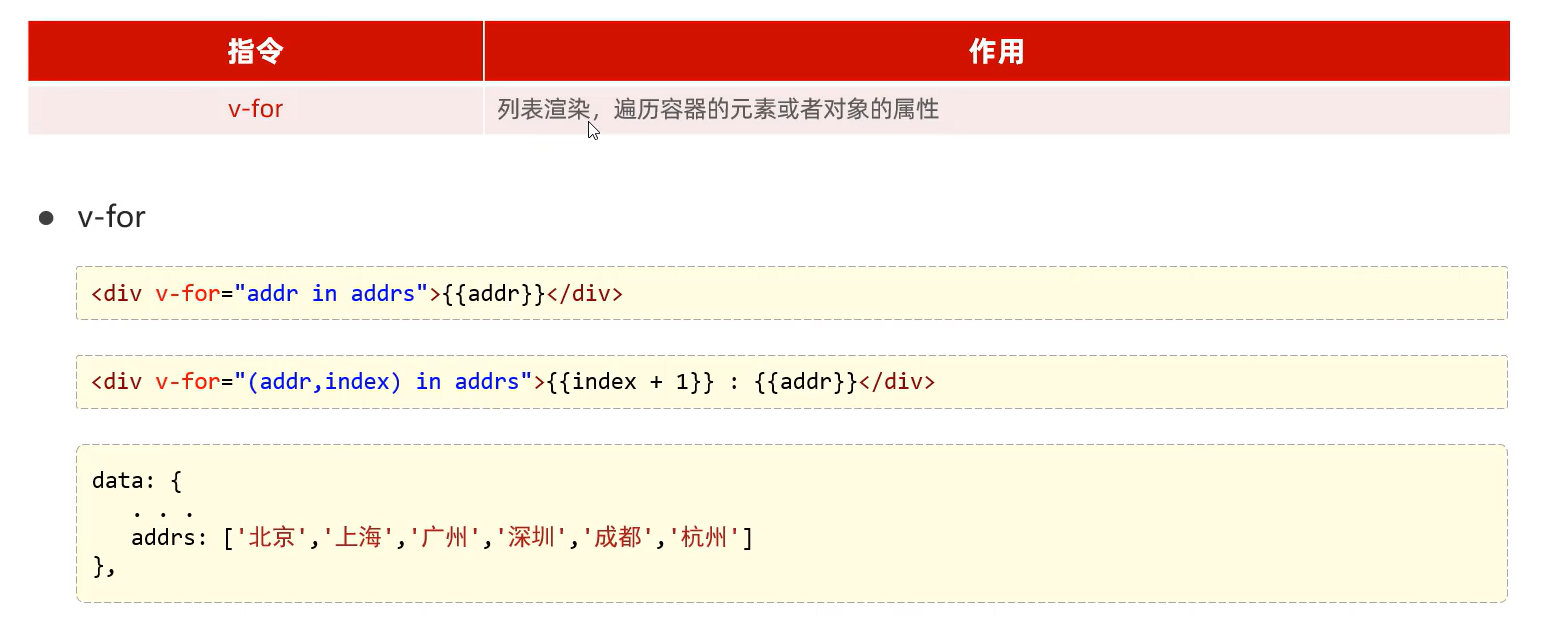 指令 作用
v-for 列表渲染，遍历容器的元素或者对象的属性
● v-for
<div v-for="addr in addrs">{{addr}}</div>
<div v-for="(addr,index) in addrs">{{index + 1}} : {{addr}}</div>
data: {
. . .
addrs: ['北京','上海','广州','深圳','成都','杭州']
},